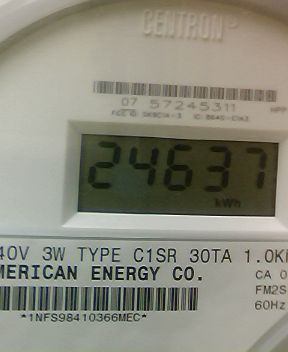 CENTRON®
07 57245311
24637
kWh
40V 3W TYPE C1SR 30TA 1.0K
MERICAN ENERGY CO.
CA 0
FM2S
60Hz
*1NFS98410366MEC*